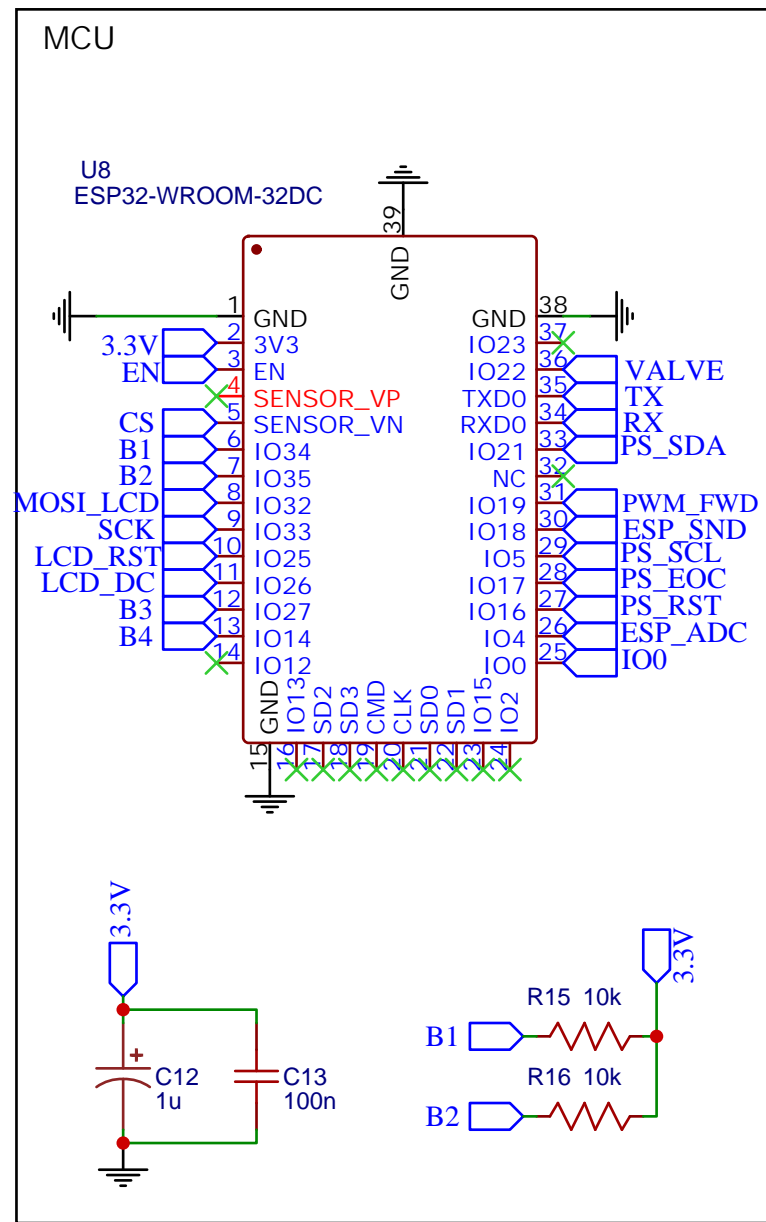 MCU
U8
ESP32-WROOM-32DC
39
GND
1 GND
3.3V 2 3V3
EN 3 EN
4 SENSOR_VP
CS 5 SENSOR_VN
B1 6 IO34
B2 7 IO35
MOSI_LCD 8 IO32
SCK 9 IO33
LCD_RST 10 IO25
LCD_DC 11 IO26
B3 12 IO27
B4 13 IO14
14 IO12
GND 38
IO23 37
IO22 36 VALVE
TXD0 35 TX
RXD0 34 RX
IO21 33 PS_SDA
NC 32
IO19 31 PWM_FWD
IO18 30 ESP_SND
IO5 29 PS_SCL
IO17 28 PS_EOC
IO16 27 PS_RST
IO4 26 ESP_ADC
IO0 25 IO0
GND IO13 SD2 SD3 CMD CLK SD0 SD1 IO15 IO2
15 16 17 18 19 20 21 22 23 24
3.3V
C12
1u
C13
100n
3.3V
R15 10k
B1
R16 10k
B2